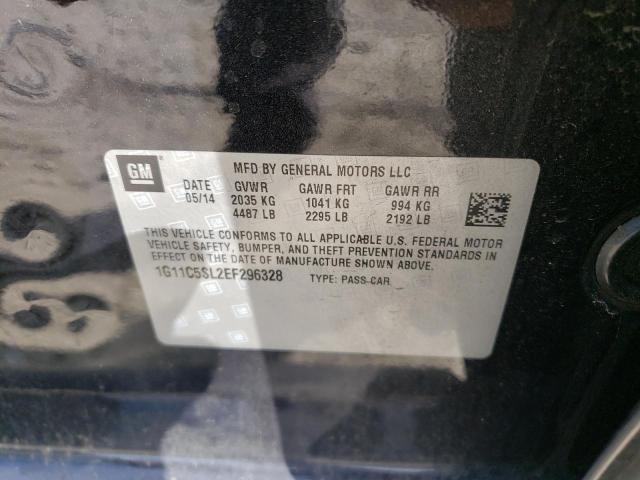 GM
MFD BY GENERAL MOTORS LLC
DATE GVWR GAWR FRT GAWR RR
05/14 2035 KG 1041 KG 994 KG
4487 LB 2295 LB 2192 LB
THIS VEHICLE CONFORMS TO ALL APPLICABLE U.S. FEDERAL MOTOR
VEHICLE SAFETY, BUMPER, AND THEFT PREVENTION STANDARDS IN
EFFECT ON THE DATE OF MANUFACTURE SHOWN ABOVE.
1G11C5SL2EF296328 TYPE: PASS-CAR